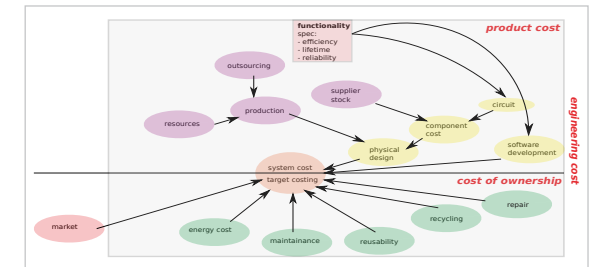 functionality
spec:
- efficiency
- lifetime
- reliability
product cost
outsourcing
supplier
stock
circuit
production
resources
component
cost
software
development
physical
design
engineering cost
system cost
target costing
cost of ownership
market
energy cost
maintainance
reusability
recycling
repair